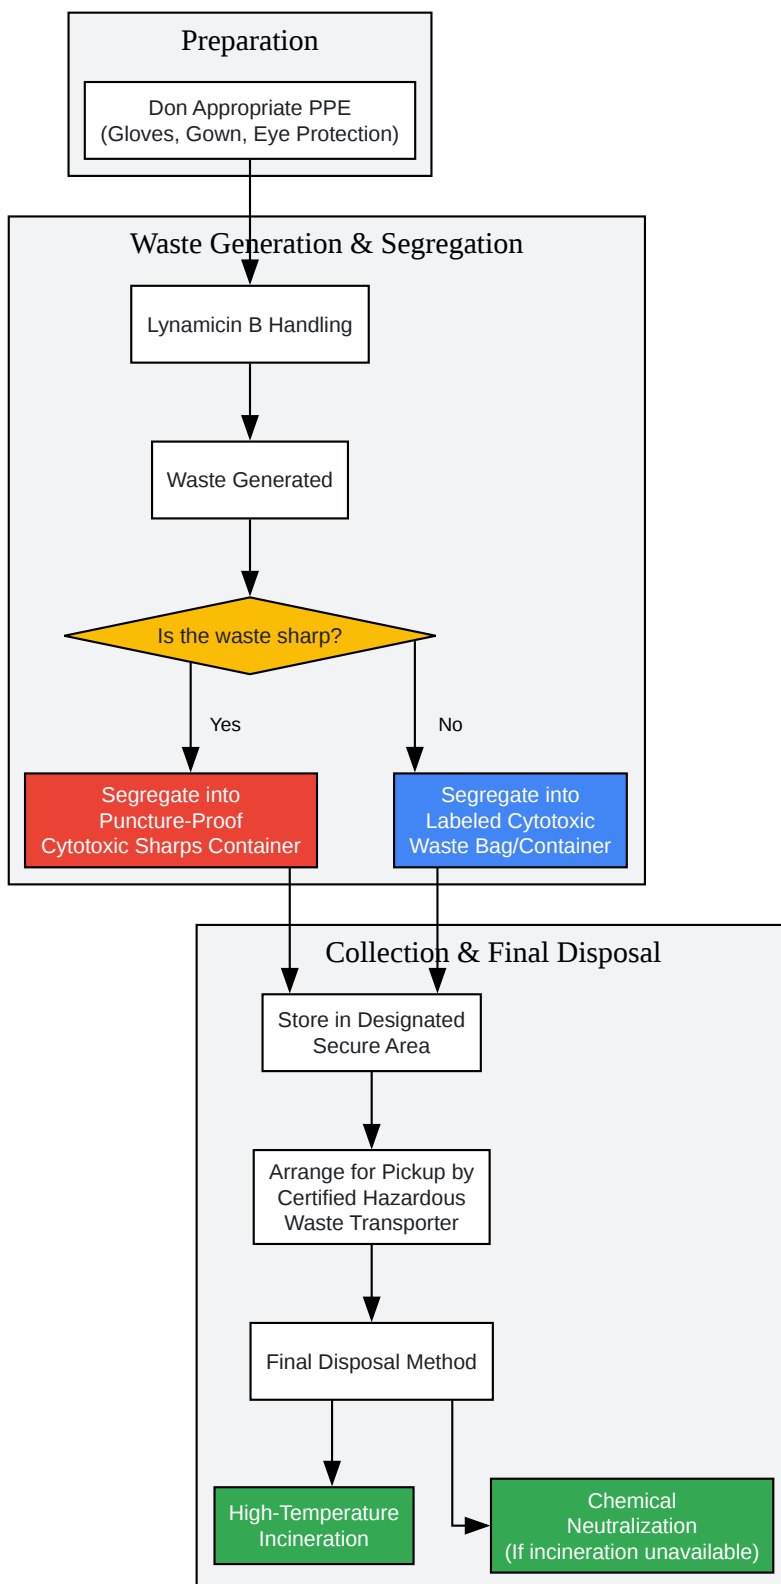 Preparation
Don Appropriate PPE
(Gloves, Gown, Eye Protection)
Waste Generation & Segregation
Lynamicin B Handling
Waste Generated
Is the waste sharp?
Yes
No
Segregate into
Puncture-Proof
Cytotoxic Sharps Container
Segregate into
Labeled Cytotoxic
Waste Bag/Container
Collection & Final Disposal
Store in Designated
Secure Area
Arrange for Pickup by
Certified Hazardous
Waste Transporter
Final Disposal Method
High-Temperature
Incineration
Chemical
Neutralization
(If incineration unavailable)